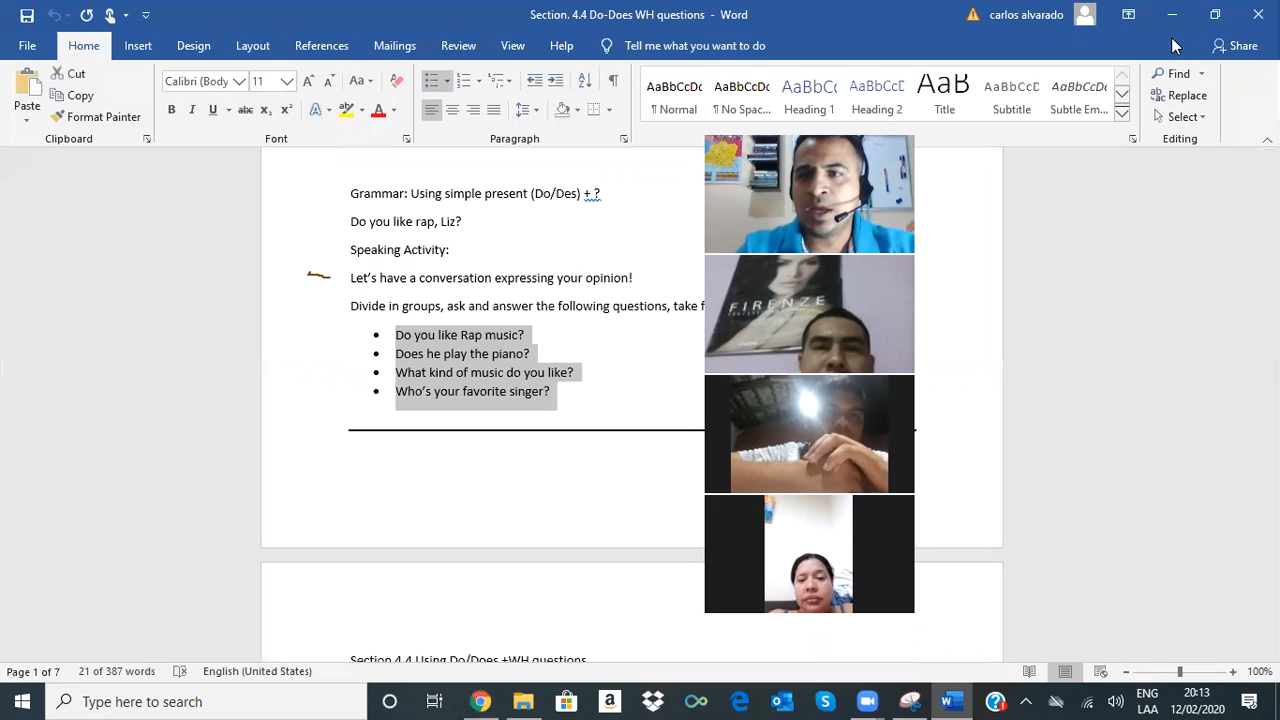 Section. 4.4 Do-Does WH questions - Word
carlos alvarado
File Home Insert Design Layout References Mailings Review View Help Tell me what you want to do Share
Paste
Cut
Copy
Format Painter
Calibri (Body 11
AaBbCcDc AaBbCcDc AaBbCc AaBbCcD AaB AaBbCcD AaBbCcDc
¶ Normal ¶ No Spac... Heading 1 Heading 2 Title Subtitle Subtle Em...
Find
Replace
Select
Clipboard Font Paragraph Editing
Grammar: Using simple present (Do/Des) + ?
Do you like rap, Liz?
Speaking Activity:
Let's have a conversation expressing your opinion!
Divide in groups, ask and answer the following questions, take f
• Do you like Rap music?
• Does he play the piano?
• What kind of music do you like?
• Who's your favorite singer?
FIRENZE
Section 4.4 Using Do/Does +WH questions
Page 1 of 7 21 of 387 words English (United States) 100%
Type here to search
ENG
LAA
20:13
12/02/2020